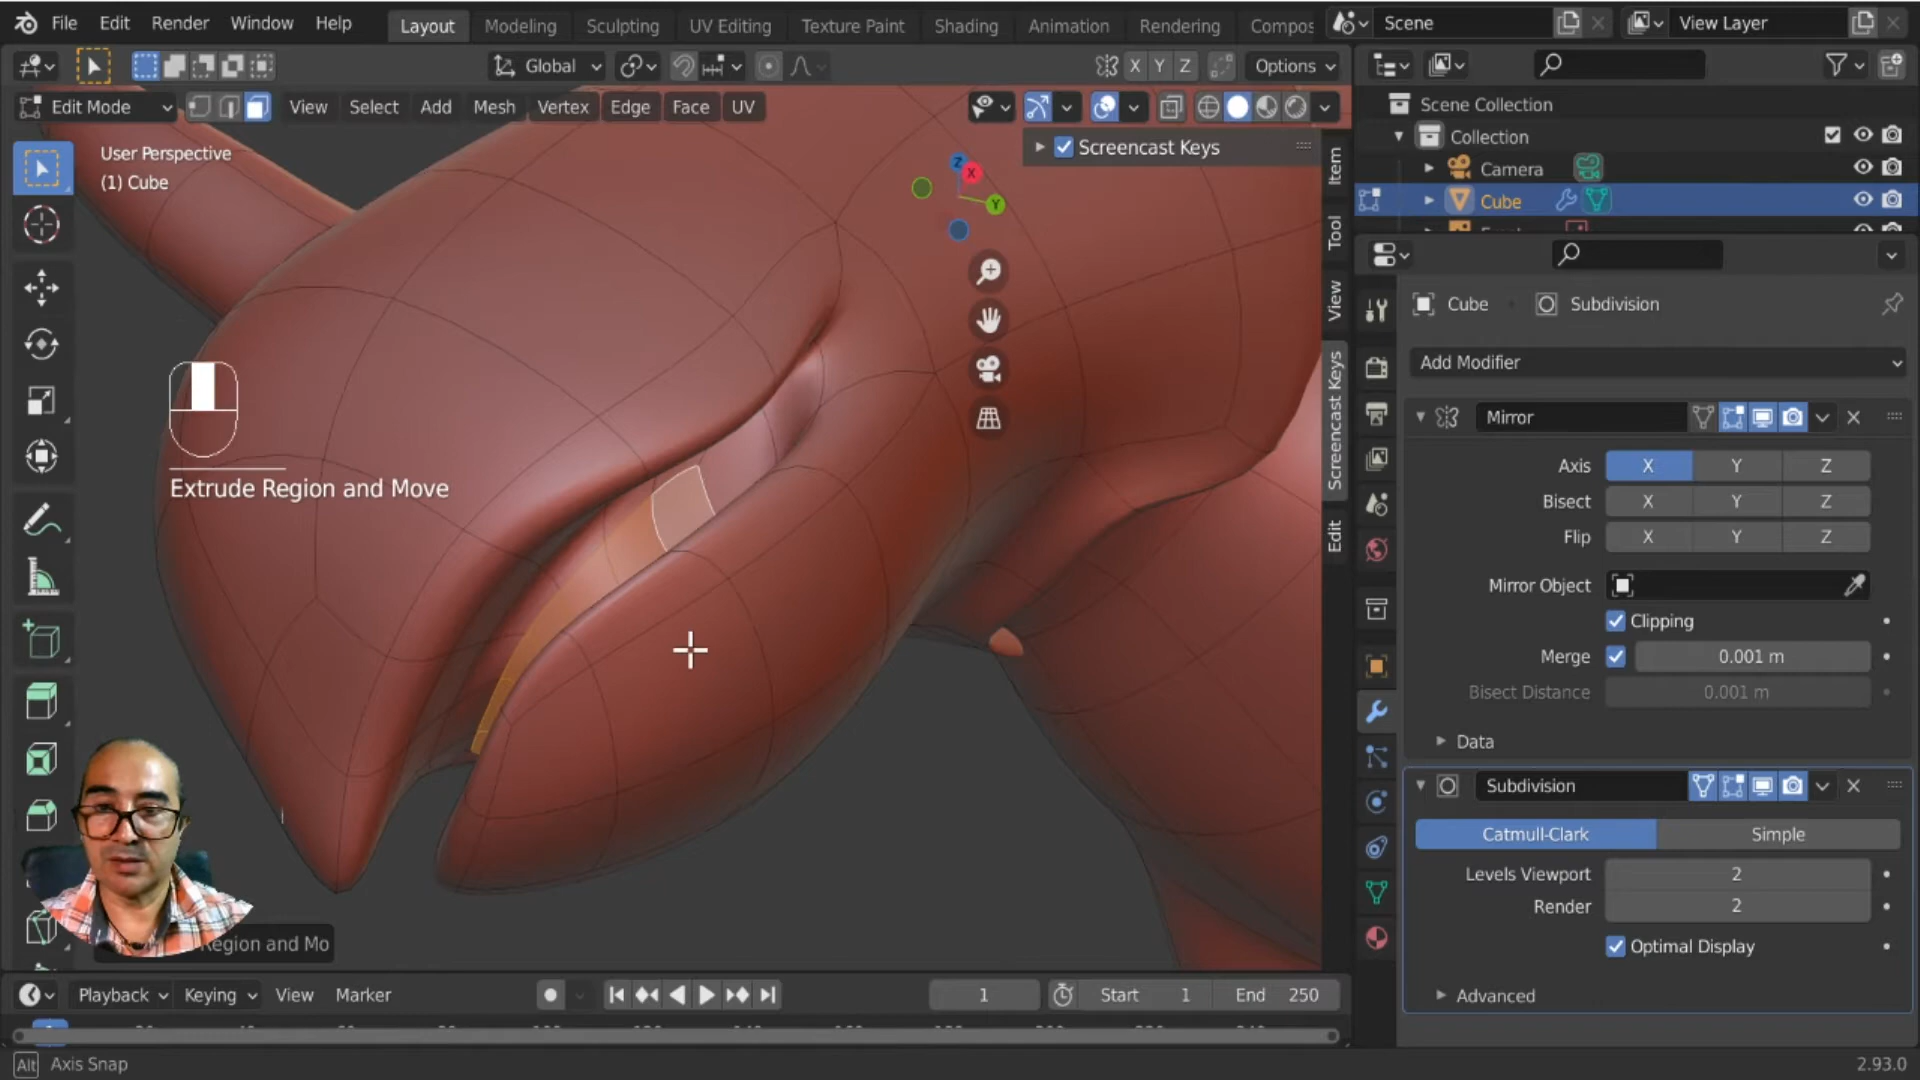 File Edit Render Window Help Layout Modeling Sculpting UV Editing Texture Paint Shading Animation Rendering Compos Scene View Layer
Global X Y Z Options
Edit Mode View Select Add Mesh Vertex Edge Face UV
User Perspective
(1) Cube
Screencast Keys
Z
X
Y
Item
Tool
View
Screencast Keys
Edit
Extrude Region and Move
Region and Mo
Scene Collection
Collection
Camera
Cube
Cube Subdivision
Add Modifier
Mirror
Axis X Y Z
Bisect X Y Z
Flip X Y Z
Mirror Object
Clipping
Merge 0.001 m
Bisect Distance 0.001 m
Data
Subdivision
Catmull-Clark Simple
Levels Viewport 2
Render 2
Optimal Display
Advanced
Playback Keying View Marker 1 Start 1 End 250
Alt Axis Snap
2.93.0